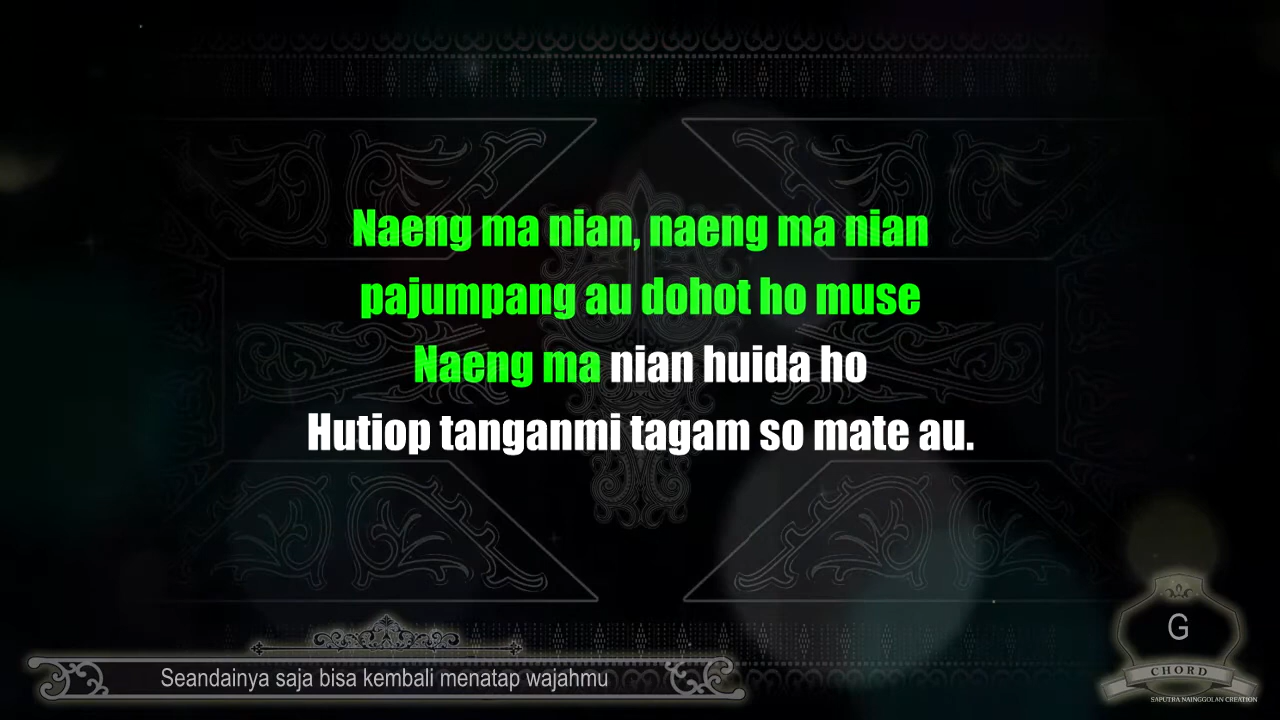 Naeng ma nian, naeng ma nian
pajumpang au dohot ho muse
Naeng ma nian huida ho
Hutiop tanganmi tagam so mate au.
Seandainya saja bisa kembali menatap wajahmu
G
CHORD
SAPUTRA NAINGGOLAN CREATION